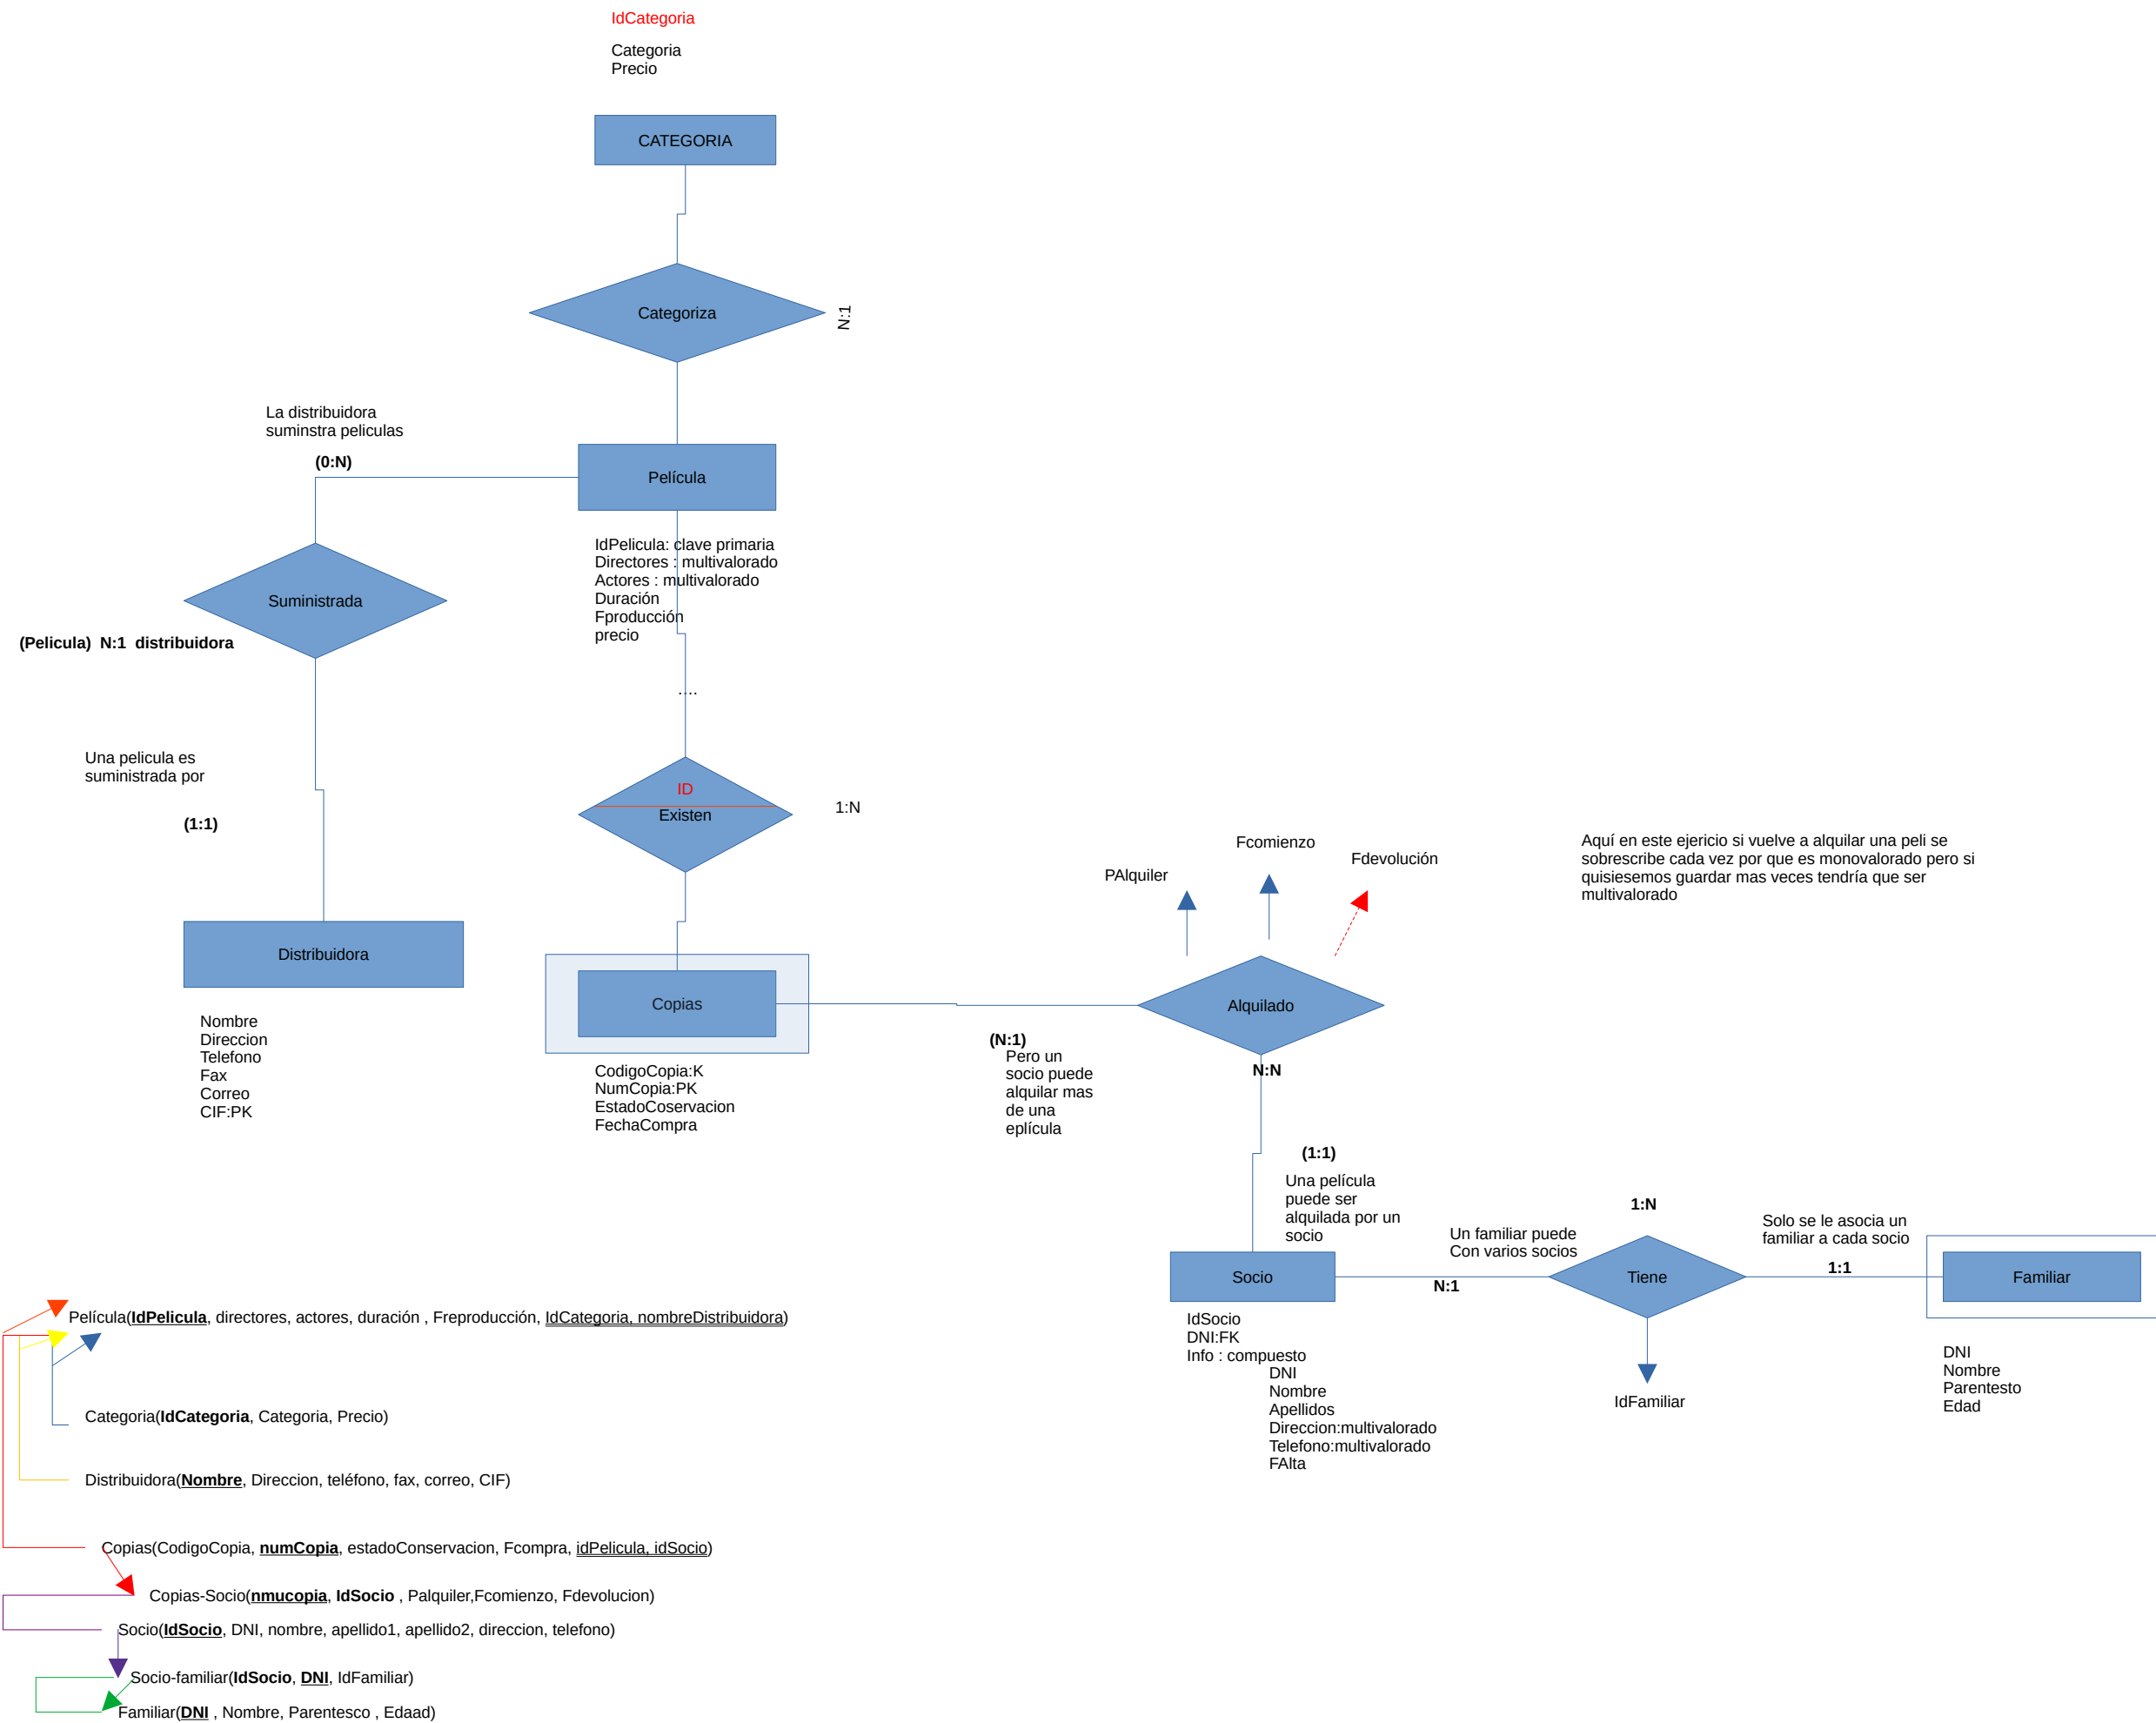 IdCategoria
Categoria
Precio
CATEGORIA
Categoriza
N:1
La distribuidora
suminstra peliculas
(0:N)
Película
IdPelicula: clave primaria
Directores : multivalorado
Actores : multivalorado
Duración
Fproducción
precio
....
Suministrada
(Pelicula) N:1 distribuidora
Una pelicula es
suministrada por
(1:1)
ID
Existen
1:N
Distribuidora
Nombre
Direccion
Telefono
Fax
Correo
CIF:PK
Copias
CodigoCopia:K
NumCopia:PK
EstadoCoservacion
FechaCompra
PAlquiler
Fcomienzo
Fdevolución
Aquí en este ejericio si vuelve a alquilar una peli se
sobrescribe cada vez por que es monovalorado pero si
quisiesemos guardar mas veces tendría que ser
multivalorado
Alquilado
(N:1)
Pero un
socio puede
alquilar mas
de una
eplícula
N:N
(1:1)
Una película
puede ser
alquilada por un
socio
Socio
IdSocio
DNI:FK
Info : compuesto
DNI
Nombre
Apellidos
Direccion:multivalorado
Telefono:multivalorado
FAlta
Un familiar puede
Con varios socios
N:1
1:N
Tiene
IdFamiliar
Solo se le asocia un
familiar a cada socio
1:1
Familiar
DNI
Nombre
Parentesto
Edad
Película(IdPelicula, directores, actores, duración , Freproducción, IdCategoria, nombreDistribuidora)
Categoria(IdCategoria, Categoria, Precio)
Distribuidora(Nombre, Direccion, teléfono, fax, correo, CIF)
Copias(CodigoCopia, numCopia, estadoConservacion, Fcompra, idPelicula, idSocio)
Copias-Socio(nmucopia, IdSocio , Palquiler,Fcomienzo, Fdevolucion)
Socio(IdSocio, DNI, nombre, apellido1, apellido2, direccion, telefono)
Socio-familiar(IdSocio, DNI, IdFamiliar)
Familiar(DNI , Nombre, Parentesco , Edaad)